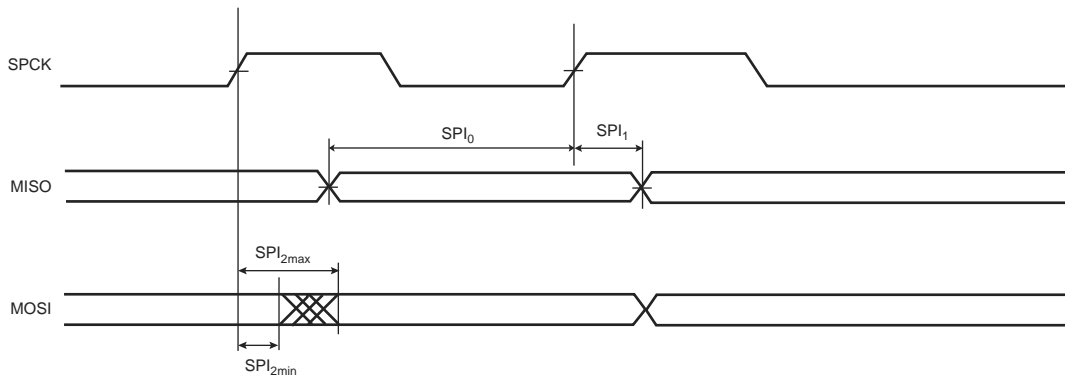 SPCK
SPI₀
SPI₁
MISO
SPI₂ₘₐₓ
MOSI
SPI₂ₘᵢₙ